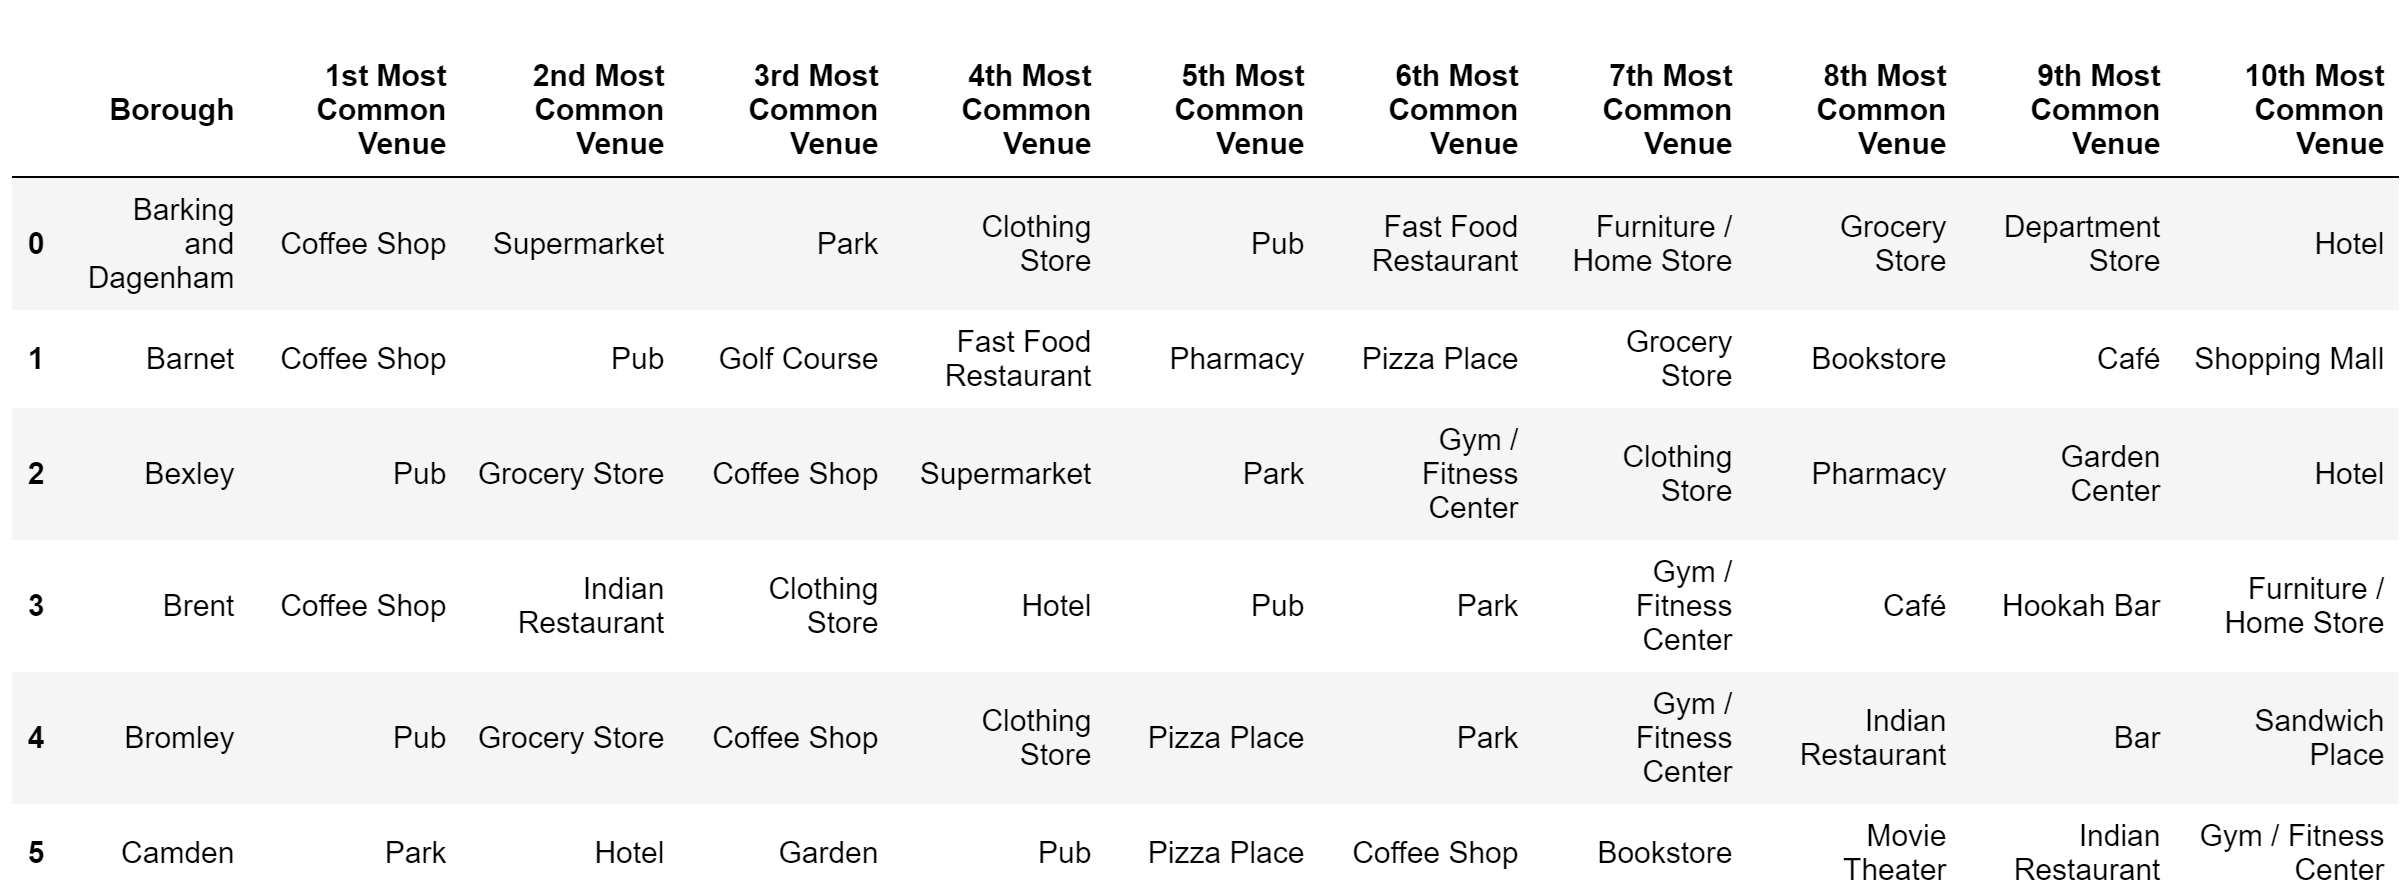 Borough 1st Most Common Venue 2nd Most Common Venue 3rd Most Common Venue 4th Most Common Venue 5th Most Common Venue 6th Most Common Venue 7th Most Common Venue 8th Most Common Venue 9th Most Common Venue 10th Most Common Venue
0 Barking and Dagenham Coffee Shop Supermarket Park Clothing Store Pub Fast Food Restaurant Furniture / Home Store Grocery Store Department Store Hotel
1 Barnet Coffee Shop Pub Golf Course Fast Food Restaurant Pharmacy Pizza Place Grocery Store Bookstore Café Shopping Mall
2 Bexley Pub Grocery Store Coffee Shop Supermarket Park Gym / Fitness Center Clothing Store Pharmacy Garden Center Hotel
3 Brent Coffee Shop Indian Restaurant Clothing Store Hotel Pub Park Gym / Fitness Center Café Hookah Bar Furniture / Home Store
4 Bromley Pub Grocery Store Coffee Shop Clothing Store Pizza Place Park Gym / Fitness Center Indian Restaurant Bar Sandwich Place
5 Camden Park Hotel Garden Pub Pizza Place Coffee Shop Bookstore Movie Theater Indian Restaurant Gym / Fitness Center